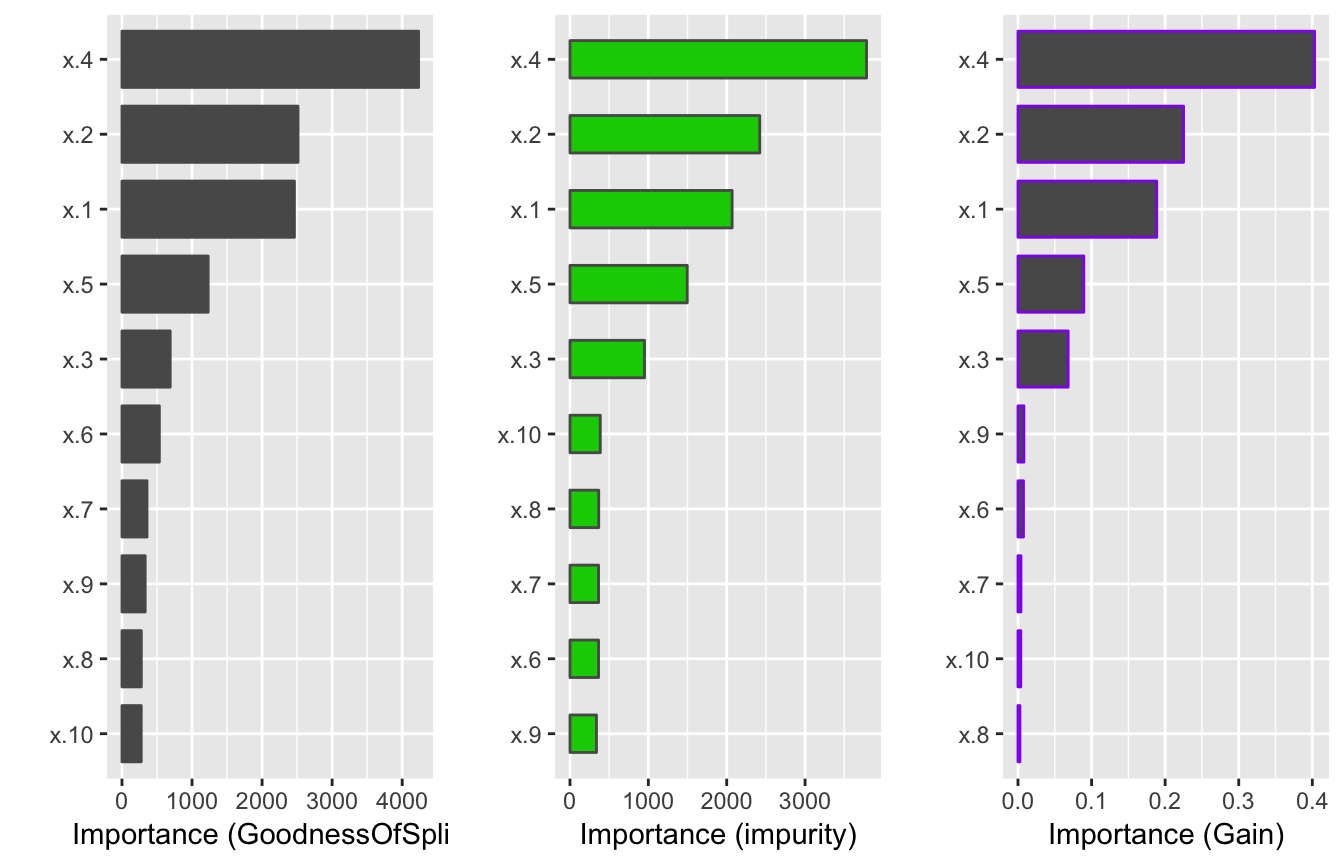 x.4
x.2
x.1
x.5
x.3
x.6
x.7
x.9
x.8
x.10
0 1000 2000 3000 4000
Importance (GoodnessOfSpli
x.4
x.2
x.1
x.5
x.3
x.10
x.8
x.7
x.6
x.9
0 1000 2000 3000
Importance (impurity)
x.4
x.2
x.1
x.5
x.3
x.9
x.6
x.7
x.10
x.8
0.0 0.1 0.2 0.3 0.4
Importance (Gain)